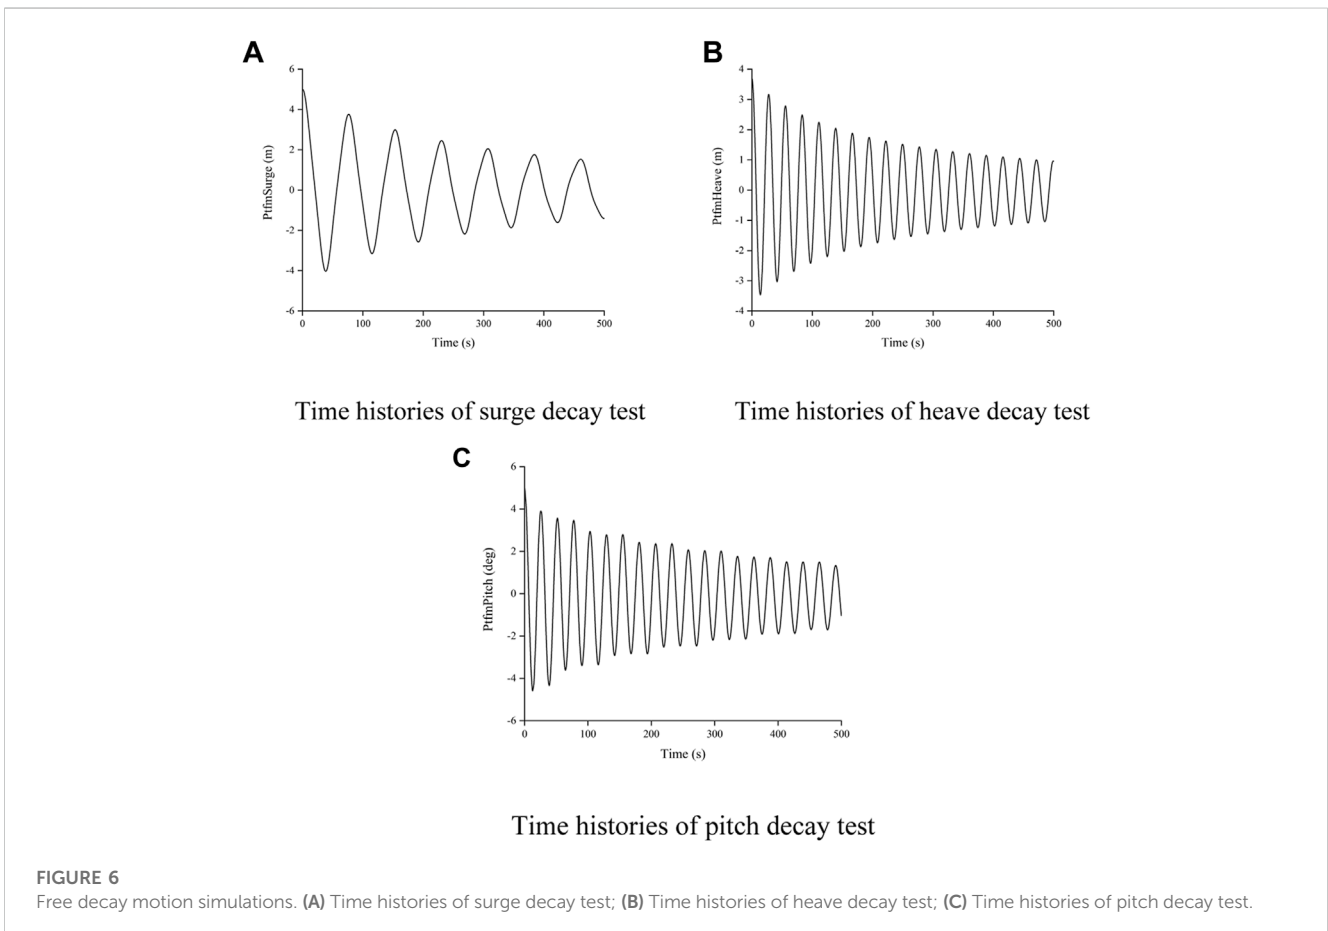 A
6
4
2
0
-2
-4
-6
PtfmSurge (m)
0 100 200 300 400 500
Time (s)
Time histories of surge decay test
B
4
3
2
1
0
-1
-2
-3
-4
PtfmHeave (m)
0 100 200 300 400 500
Time (s)
Time histories of heave decay test
C
6
4
2
0
-2
-4
-6
PtfmPitch (deg)
0 100 200 300 400 500
Time (s)
Time histories of pitch decay test
FIGURE 6
Free decay motion simulations. (A) Time histories of surge decay test; (B) Time histories of heave decay test; (C) Time histories of pitch decay test.